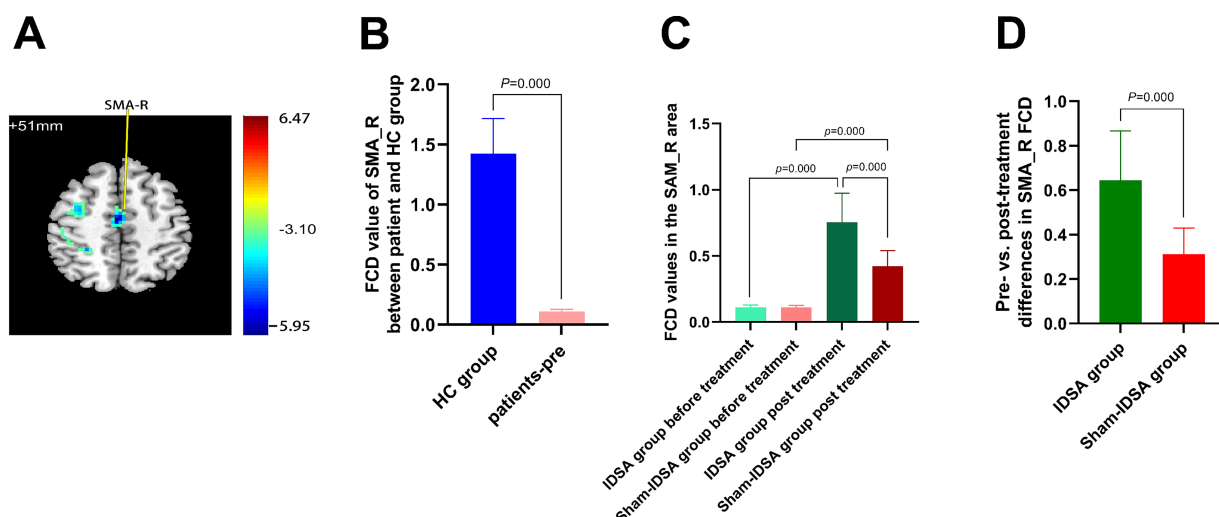 A
SMA-R
+51mm
6.47
-3.10
-5.95
B
FCD value of SMA_R
between patient and HC group
2.0
1.5
1.0
0.5
0.0
P=0.000
HC group
patients-pre
C
FCD values in the SAM_R area
1.5
1.0
0.5
0.0
p=0.000
p=0.000
p=0.000
IDSA group before treatment
Sham-IDSA group before treatment
IDSA group post treatment
Sham-IDSA group post treatment
D
Pre- vs. post-treatment
differences in SMA_R FCD
1.0
0.8
0.6
0.4
0.2
0.0
P=0.000
IDSA group
Sham-IDSA group